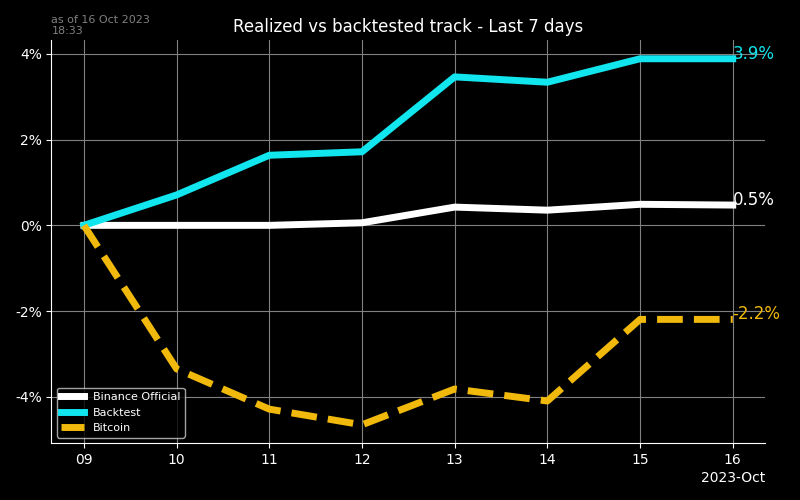 as of 16 Oct 2023
18:33
Realized vs backtested track - Last 7 days
4%
2%
0%
-2%
-4%
3.9%
0.5%
-2.2%
Binance Official
Backtest
Bitcoin
09 10 11 12 13 14 15 16
2023-Oct